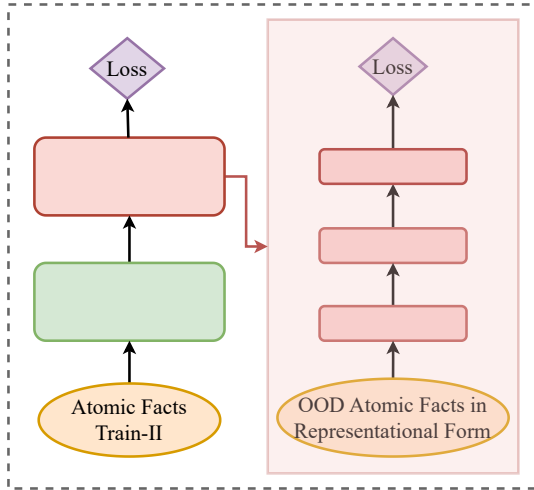 Loss
Loss
Atomic Facts
Train-II
OOD Atomic Facts in
Representational Form